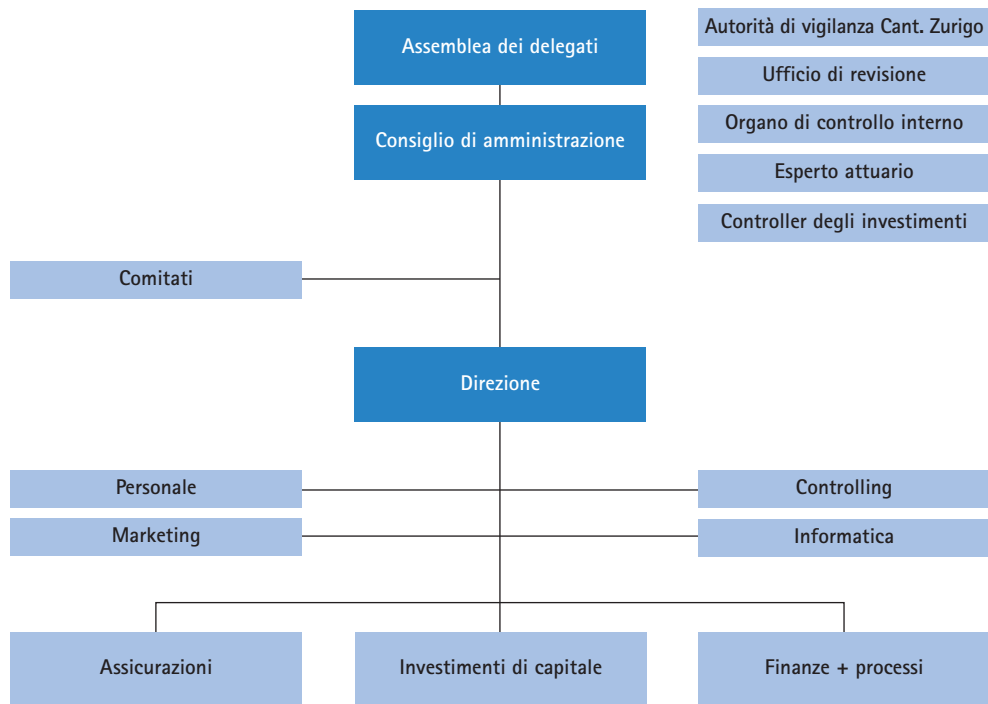 Assemblea dei delegati
Consiglio di amministrazione
Autorità di vigilanza Cant. Zurigo
Ufficio di revisione
Organo di controllo interno
Esperto attuario
Controller degli investimenti
Comitati
Direzione
Personale
Controlling
Marketing
Informatica
Assicurazioni
Investimenti di capitale
Finanze + processi